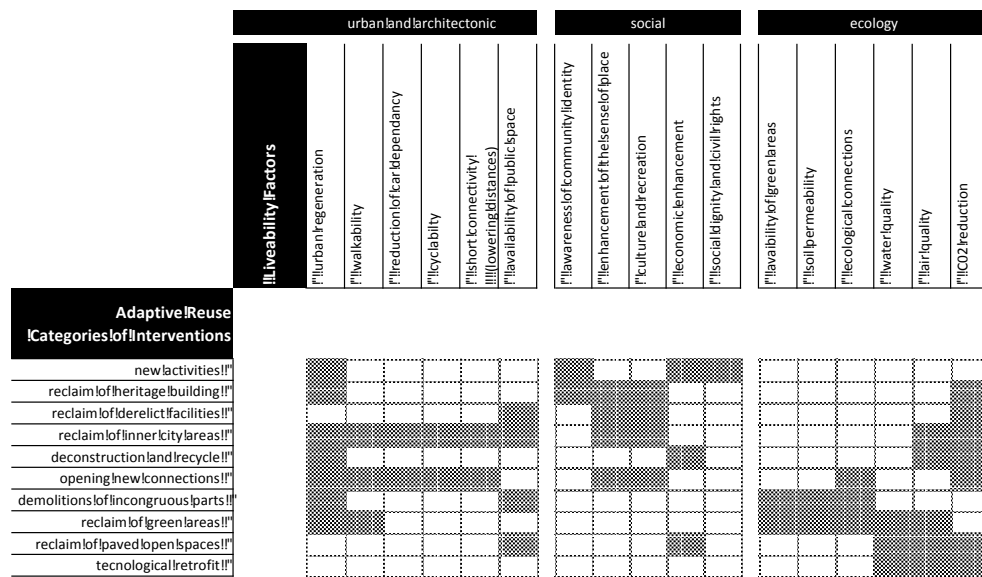 urban!and!architectonic
social
ecology
!!Liveability!Factors
!"!!urban!regeneration
!"!!walkability
!"!!reduction!of!car!dependancy
!"!!cyclabilty
!"!!short!connectivity!
!!!!(lowering!distances)
!"!!availability!of!public!space
!"!!awareness!of!community!identity
!"!!enhancement!of!the!sense!of!place
!"!culture!and!recreation
!"!!economic!enhancement
!"!!social!dignity!and!civil!rights
!"!!avaibility!of!green!areas
!"!!soil!permeability
!"!!ecological!connections
!"!!water!quality
!"!!air!quality
!"!!C02!reduction
Adaptive!Reuse
!Categories!of!Interventions
new!activities!!"
reclaim!of!heritage!building!!"
reclaim!of!derelict!facilities!!"
reclaim!of!inner!city!areas!!"
deconstruction!and!recycle!!"
opening!new!connections!!"
demolitions!of!incongruous!parts!!"
reclaim!of!green!areas!!"
reclaim!of!paved!open!spaces!!"
tecnological!retrofit!!"